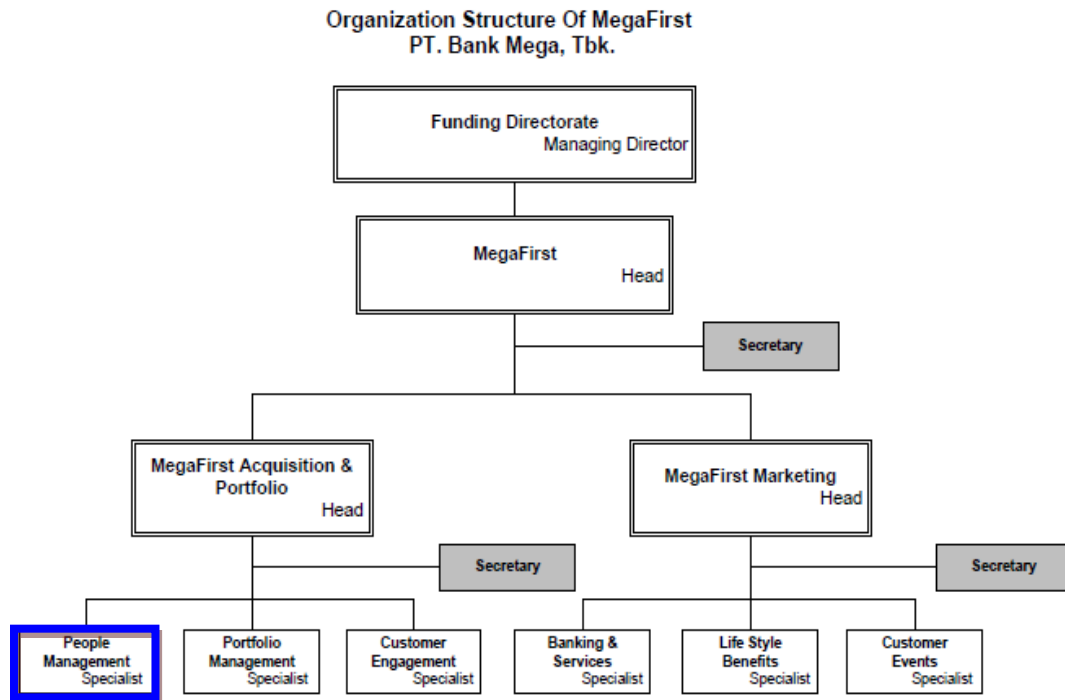 Organization Structure Of MegaFirst
PT. Bank Mega, Tbk.
Funding Directorate
Managing Director
MegaFirst
Head
Secretary
MegaFirst Acquisition &
Portfolio
Head
MegaFirst Marketing
Head
Secretary
Secretary
People
Management
Specialist
Portfolio
Management
Specialist
Customer
Engagement
Specialist
Banking &
Services
Specialist
Life Style
Benefits
Specialist
Customer
Events
Specialist